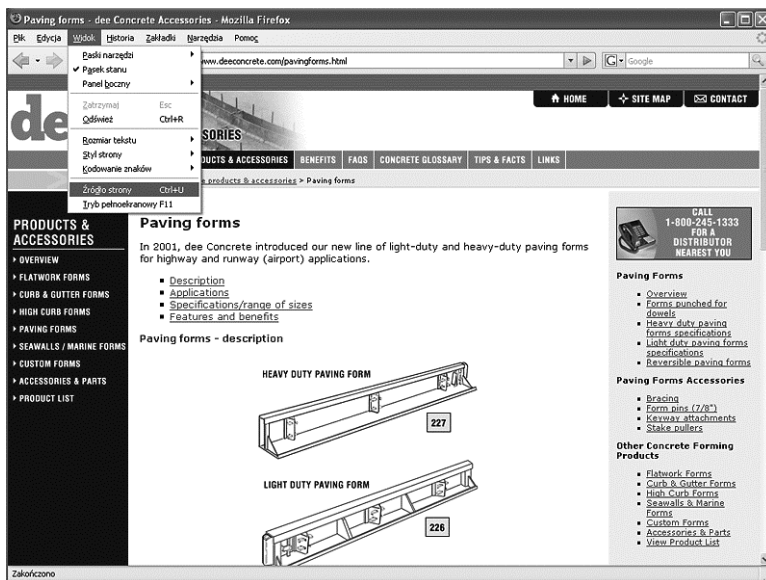 Paving forms - dee Concrete Accessories - Mozilla Firefox
Plik Edycja Widok Historia Zakładki Narzędzia Pomoc
Paski narzędzi
Pasek stanu
Panel boczny
Zatrzymaj Esc
Odśwież Ctrl+R
Rozmiar tekstu
Styl strony
Kodowanie znaków
Źródło strony Ctrl+U
Tryb pełnoekranowy F11
www.deeconcrete.com/pavingforms.html
Google
HOME SITE MAP CONTACT
dee
SORIES
DUCTS & ACCESSORIES BENEFITS FAQS CONCRETE GLOSSARY TIPS & FACTS LINKS
products & accessories > Paving forms
PRODUCTS &
ACCESSORIES
OVERVIEW
FLATWORK FORMS
CURB & GUTTER FORMS
HIGH CURB FORMS
PAVING FORMS
SEAWALLS / MARINE FORMS
CUSTOM FORMS
ACCESSORIES & PARTS
PRODUCT LIST
Paving forms
In 2001, dee Concrete introduced our new line of light-duty and heavy-duty paving forms
for highway and runway (airport) applications.
Description
Applications
Specifications/range of sizes
Features and benefits
Paving forms - description
HEAVY DUTY PAVING FORM
227
LIGHT DUTY PAVING FORM
226
CALL
1-800-245-1333
FOR A
DISTRIBUTOR
NEAREST YOU
Paving Forms
Overview
Forms punched for
dowels
Heavy duty paving
forms specifications
Light duty paving forms
specifications
Reversible paving forms
Paving Forms Accessories
Bracing
Form pins (7/8")
Keyway attachments
Stake pullers
Other Concrete Forming
Products
Flatwork Forms
Curb & Gutter Forms
High Curb Forms
Seawalls & Marine
Forms
Custom Forms
Accessories & Parts
View Product List
Zakończono